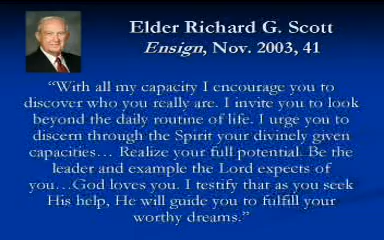 Elder Richard G. Scott
Ensign, Nov. 2003, 41
“With all my capacity I encourage you to
discover who you really are. I invite you to look
beyond the daily routine of life. I urge you to
discern through the Spirit your divinely given
capacities… Realize your full potential. Be the
leader and example the Lord expects of
you…God loves you. I testify that as you seek
His help, He will guide you to fulfill your
worthy dreams.”